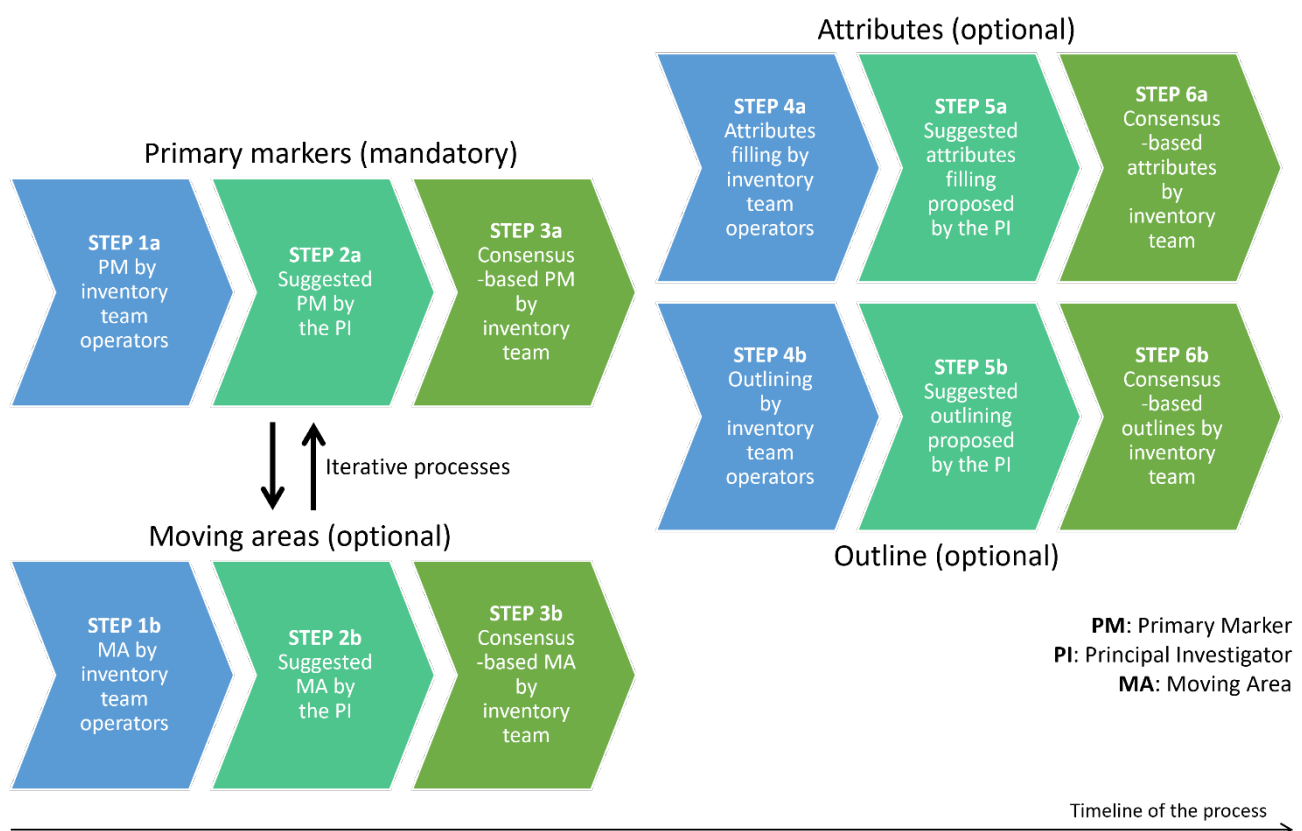 Primary markers (mandatory)
STEP 1a
PM by
inventory
team
operators
STEP 2a
Suggested
PM by
the PI
STEP 3a
Consensus
-based PM
by
inventory
team
Iterative processes
Moving areas (optional)
STEP 1b
MA by
inventory
team
operators
STEP 2b
Suggested
MA by
the PI
STEP 3b
Consensus
-based MA
by
inventory
team
Attributes (optional)
STEP 4a
Attributes
filling by
inventory
team
operators
STEP 5a
Suggested
attributes
filling
proposed
by the PI
STEP 6a
Consensus
-based
attributes
by
inventory
team
STEP 4b
Outlining
by
inventory
team
operators
STEP 5b
Suggested
outlining
proposed
by the PI
STEP 6b
Consensus
-based
outlines by
inventory
team
Outline (optional)
PM: Primary Marker
PI: Principal Investigator
MA: Moving Area
Timeline of the process